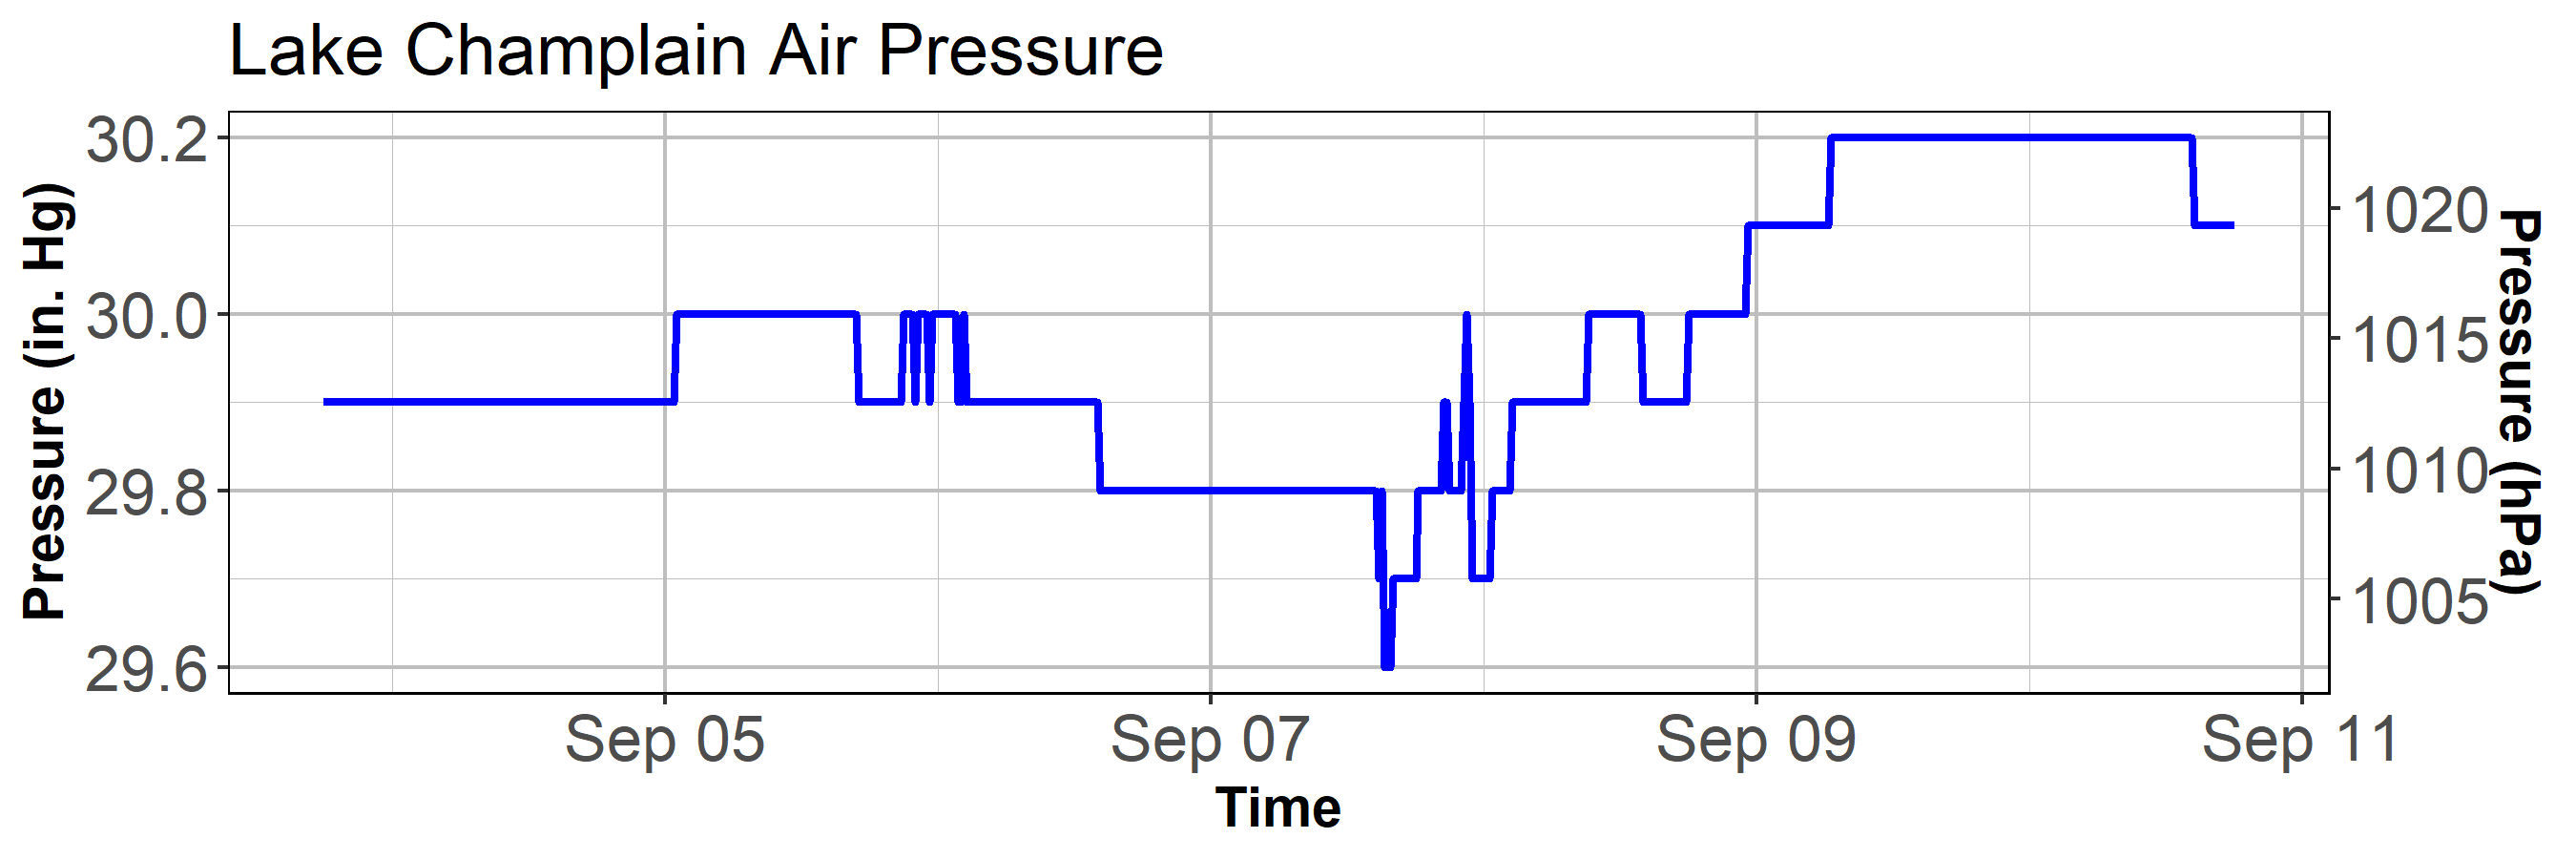 Lake Champlain Air Pressure
Pressure (in. Hg)
30.2
30.0
29.8
29.6
1020
1015
1010
1005
Pressure (hPa)
Sep 05 Sep 07 Sep 09 Sep 11
Time